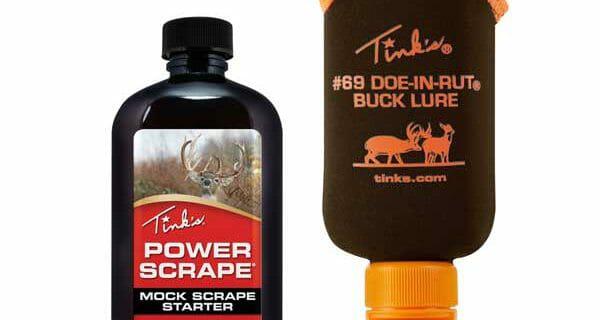 Tink's.
POWER
SCRAPE®
MOCK SCRAPE
STARTER
Tink's®
#69 DOE-IN-RUT®
BUCK LURE
tinks.com